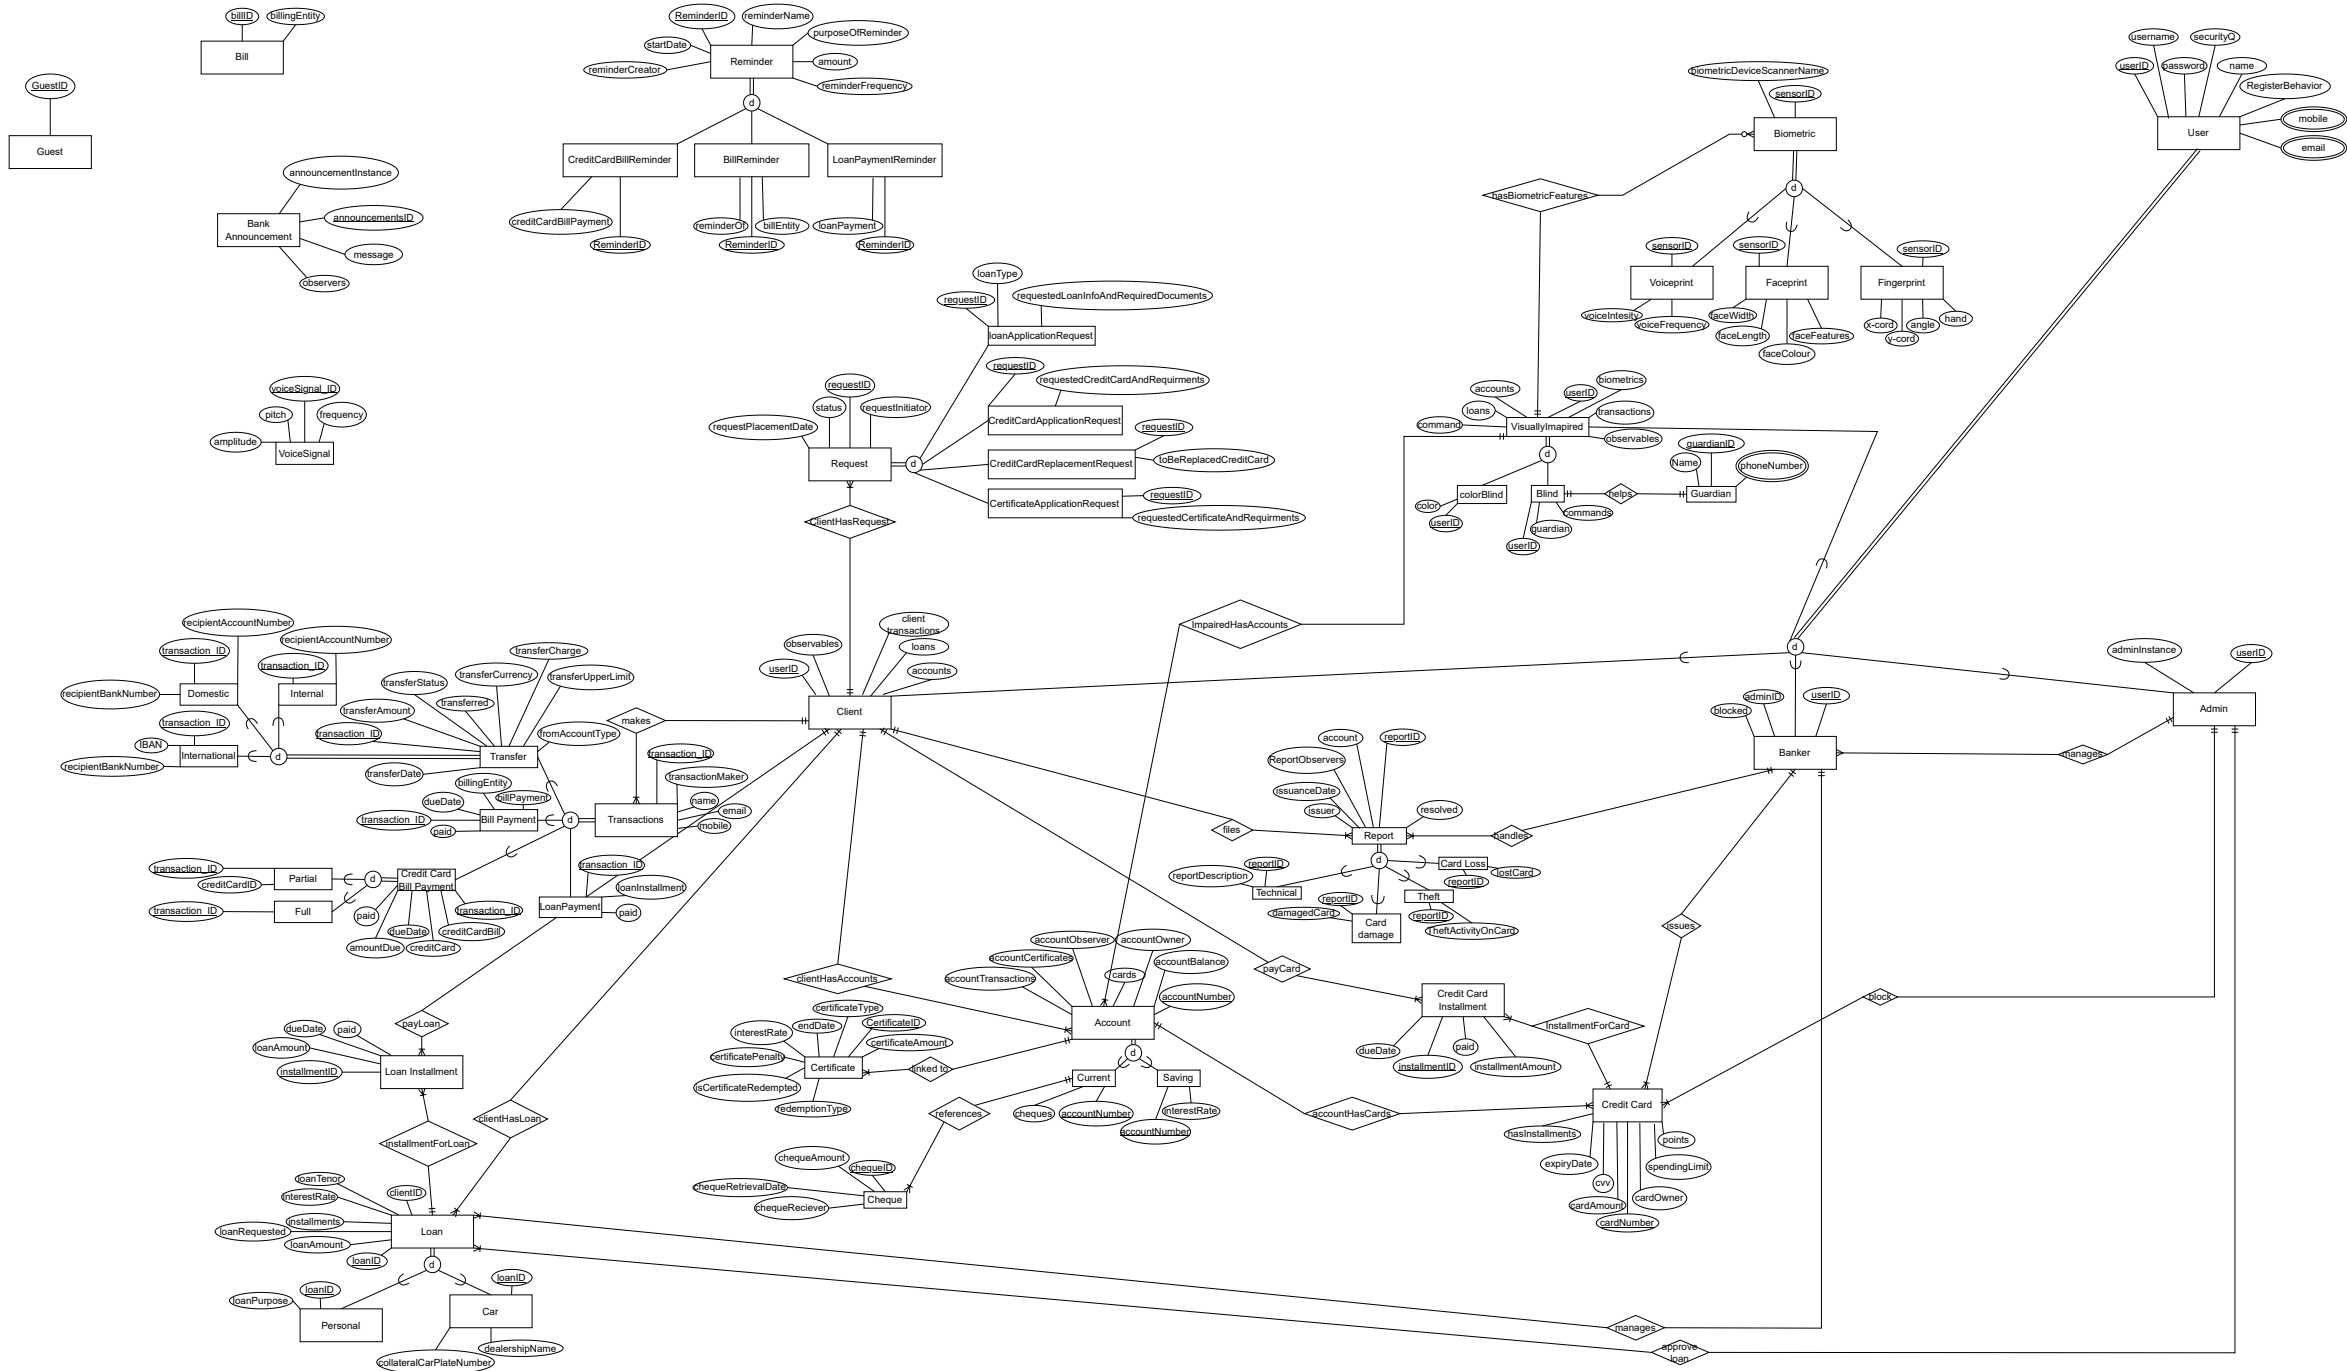 billID
billingEntity
Bill
GuestID
Guest
ReminderID
reminderName
purposeOfReminder
startDate
reminderCreator
Reminder
amount
reminderFrequency
d
CreditCardBillReminder
BillReminder
LoanPaymentReminder
creditCardBillPayment
ReminderID
reminderOf
billEntity
ReminderID
loanPayment
ReminderID
announcementInstance
announcementsID
Bank
Announcement
message
observers
voiceSignal_ID
pitch
frequency
amplitude
VoiceSignal
biometricDeviceScannerName
sensorID
Biometric
hasBiometricFeatures
d
sensorID
sensorID
sensorID
Voiceprint
Faceprint
Fingerprint
voiceIntesity
voiceFrequency
faceWidth
faceLength
faceColour
faceFeatures
x-cord
y-cord
angle
hand
username
securityQ
userID
password
name
RegisterBehavior
mobile
email
User
loanType
requestID
requestedLoanInfoAndRequiredDocuments
loanApplicationRequest
requestID
requestedCreditCardAndRequirments
CreditCardApplicationRequest
requestID
status
requestInitiator
requestPlacementDate
Request
d
requestID
toBeReplacedCreditCard
CreditCardReplacementRequest
requestID
CertificateApplicationRequest
requestedCertificateAndRequirments
ClientHasRequest
accounts
userID
biometrics
loans
transactions
command
VisuallyImapired
observables
d
colorBlind
Blind
color
userID
commands
guardian
userID
helps
guardianID
Name
phoneNumber
Guardian
ImpairedHasAccounts
d
recipientAccountNumber
recipientAccountNumber
transaction_ID
transaction_ID
recipientBankNumber
Domestic
Internal
transaction_ID
IBAN
International
recipientBankNumber
d
transferCharge
transferStatus
transferCurrency
transferUpperLimit
transferred
transferAmount
transaction_ID
fromAccountType
Transfer
transferDate
billingEntity
billPayment
dueDate
transaction_ID
Bill Payment
paid
d
makes
transaction_ID
transactionMaker
name
email
mobile
Transactions
observables
client
transactions
loans
userID
accounts
Client
transaction_ID
creditCardID
Partial
d
Credit Card
Bill Payment
transaction_ID
Full
paid
transaction_ID
dueDate
creditCardBill
amountDue
creditCard
transaction_ID
loanInstallment
LoanPayment
paid
adminInstance
userID
Admin
adminID
userID
blocked
Banker
manages
account
reportID
ReportObservers
issuanceDate
issuer
resolved
files
Report
handles
d
reportID
reportDescription
Technical
Card Loss
lostCard
reportID
reportID
damagedCard
Card
damage
Theft
reportID
TheftActivityOnCard
issues
clientHasAccounts
accountObserver
accountOwner
accountCertificates
cards
accountBalance
accountTransactions
accountNumber
Account
d
payCard
Credit Card
Installment
dueDate
installmentID
paid
installmentAmount
InstallmentForCard
block
payLoan
dueDate
paid
loanAmount
installmentID
Loan Installment
certificateType
interestRate
endDate
CertificateID
certificatePenalty
certificateAmount
Certificate
isCertificateRedempted
redemptionType
linked to
Current
Saving
cheques
accountNumber
interestRate
accountNumber
references
chequeAmount
chequeID
chequeRetrievalDate
chequeReciever
Cheque
accountHasCards
Credit Card
hasInstallments
expiryDate
cvv
cardAmount
cardNumber
cardOwner
spendingLimit
points
clientHasLoan
installmentForLoan
loanTenor
clientID
interestRate
installments
loanRequested
loanAmount
loanID
Loan
d
loanID
loanPurpose
Personal
loanID
Car
dealershipName
collateralCarPlateNumber
manages
approve
loan